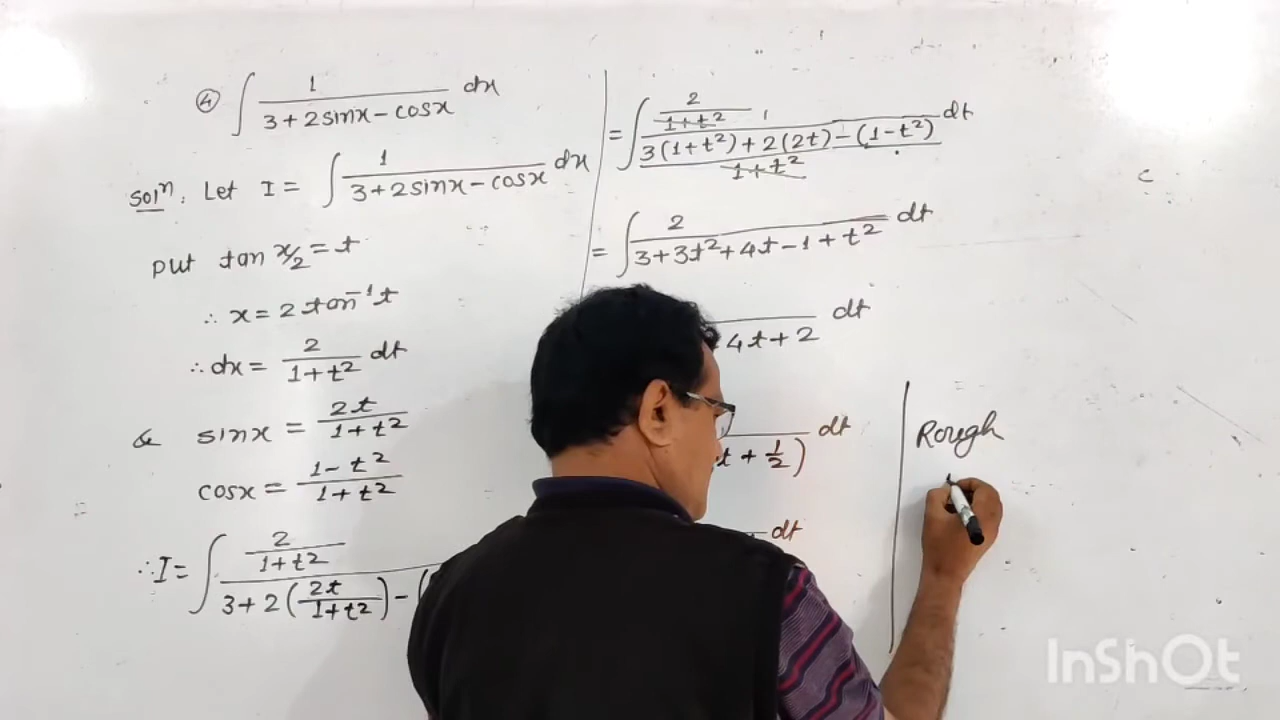 ④ ∫ 1/(3+2sinx-cosx) dx
Solⁿ. Let I = ∫ 1/(3+2sinx-cosx) dx
Put tan x/2 = t
∴ x = 2 tan⁻¹t
∴ dx = 2/(1+t²) dt
& sinx = 2t/(1+t²)
cosx = (1-t²)/(1+t²)
∴ I = ∫ (2/(1+t²))/(3+2(2t/(1+t²))-(
= ∫ (2/(1+t²))/((3(1+t²)+2(2t)-(1-t²))/(1+t²)) dt
= ∫ 2/(3+3t²+4t-1+t²) dt
4t+2 dt
t + 1/2) dt
dt
Rough
InShOt